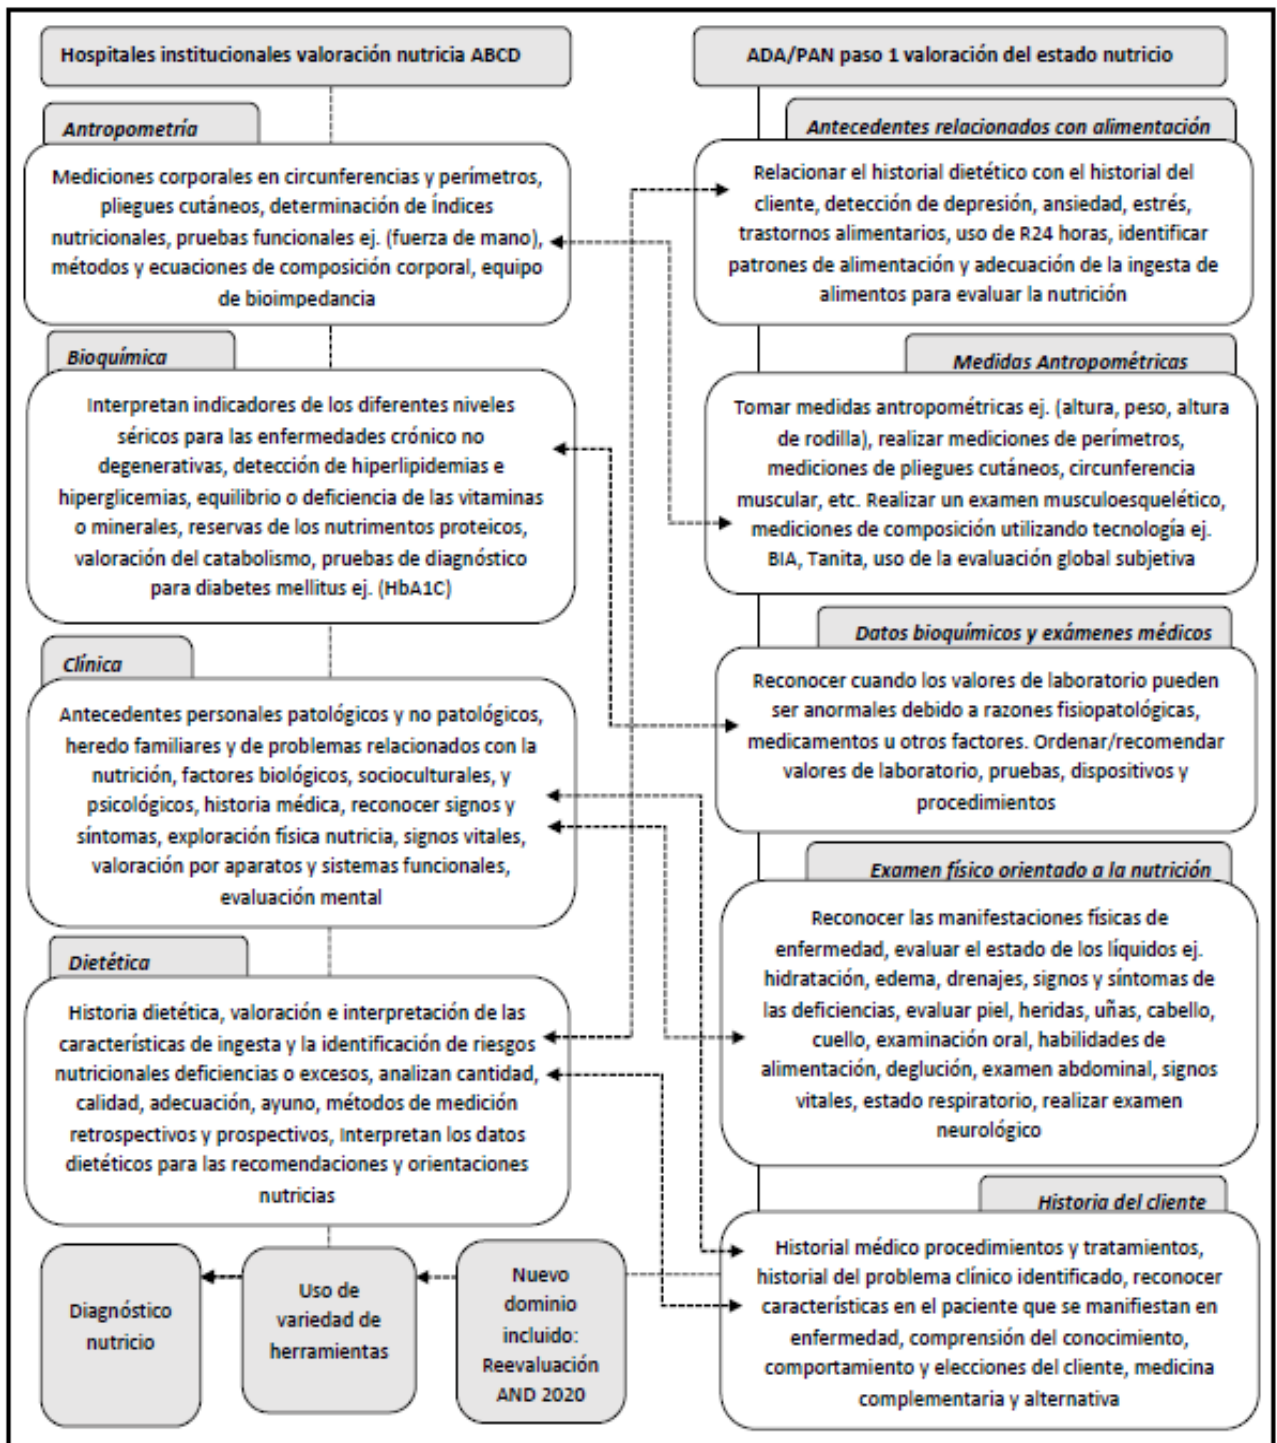 Hospitales institucionales valoración nutricia ABCD
Antropometría
Mediciones corporales en circunferencias y perímetros,
pliegues cutáneos, determinación de Índices
nutricionales, pruebas funcionales ej. (fuerza de mano),
métodos y ecuaciones de composición corporal, equipo
de bioimpedancia
Bioquímica
Interpretan indicadores de los diferentes niveles
séricos para las enfermedades crónico no
degenerativas, detección de hiperlipidemias e
hiperglicemias, equilibrio o deficiencia de las vitaminas
o minerales, reservas de los nutrimentos proteicos,
valoración del catabolismo, pruebas de diagnóstico
para diabetes mellitus ej. (HbA1C)
Clínica
Antecedentes personales patológicos y no patológicos,
heredo familiares y de problemas relacionados con la
nutrición, factores biológicos, socioculturales, y
psicológicos, historia médica, reconocer signos y
síntomas, exploración física nutricia, signos vitales,
valoración por aparatos y sistemas funcionales,
evaluación mental
Dietética
Historia dietética, valoración e interpretación de las
características de ingesta y la identificación de riesgos
nutricionales deficiencias o excesos, analizan cantidad,
calidad, adecuación, ayuno, métodos de medición
retrospectivos y prospectivos, Interpretan los datos
dietéticos para las recomendaciones y orientaciones
nutricias
Diagnóstico
nutricio
Uso de
variedad de
herramientas
Nuevo
dominio
incluido:
Reevaluación
AND 2020
ADA/PAN paso 1 valoración del estado nutricio
Antecedentes relacionados con alimentación
Relacionar el historial dietético con el historial del
cliente, detección de depresión, ansiedad, estrés,
trastornos alimentarios, uso de R24 horas, identificar
patrones de alimentación y adecuación de la ingesta de
alimentos para evaluar la nutrición
Medidas Antropométricas
Tomar medidas antropométricas ej. (altura, peso, altura
de rodilla), realizar mediciones de perímetros,
mediciones de pliegues cutáneos, circunferencia
muscular, etc. Realizar un examen musculoesquelético,
mediciones de composición utilizando tecnología ej.
BIA, Tanita, uso de la evaluación global subjetiva
Datos bioquímicos y exámenes médicos
Reconocer cuando los valores de laboratorio pueden
ser anormales debido a razones fisiopatológicas,
medicamentos u otros factores. Ordenar/recomendar
valores de laboratorio, pruebas, dispositivos y
procedimientos
Examen físico orientado a la nutrición
Reconocer las manifestaciones físicas de
enfermedad, evaluar el estado de los líquidos ej.
hidratación, edema, drenajes, signos y síntomas de
las deficiencias, evaluar piel, heridas, uñas, cabello,
cuello, examinación oral, habilidades de
alimentación, deglución, examen abdominal, signos
vitales, estado respiratorio, realizar examen
neurológico
Historia del cliente
Historial médico procedimientos y tratamientos,
historial del problema clínico identificado, reconocer
características en el paciente que se manifiestan en
enfermedad, comprensión del conocimiento,
comportamiento y elecciones del cliente, medicina
complementaria y alternativa